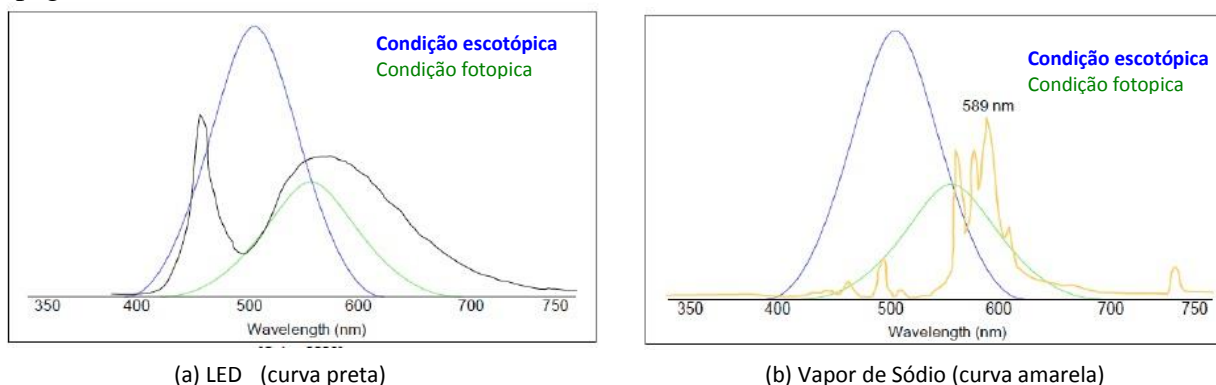 Condição escotópica
Condição fotopica
350 400 500 600 700 750
Wavelength (nm)
(a) LED (curva preta)
Condição escotópica
Condição fotopica
589 nm
350 400 500 600 700 750
Wavelength (nm)
(b) Vapor de Sódio (curva amarela)